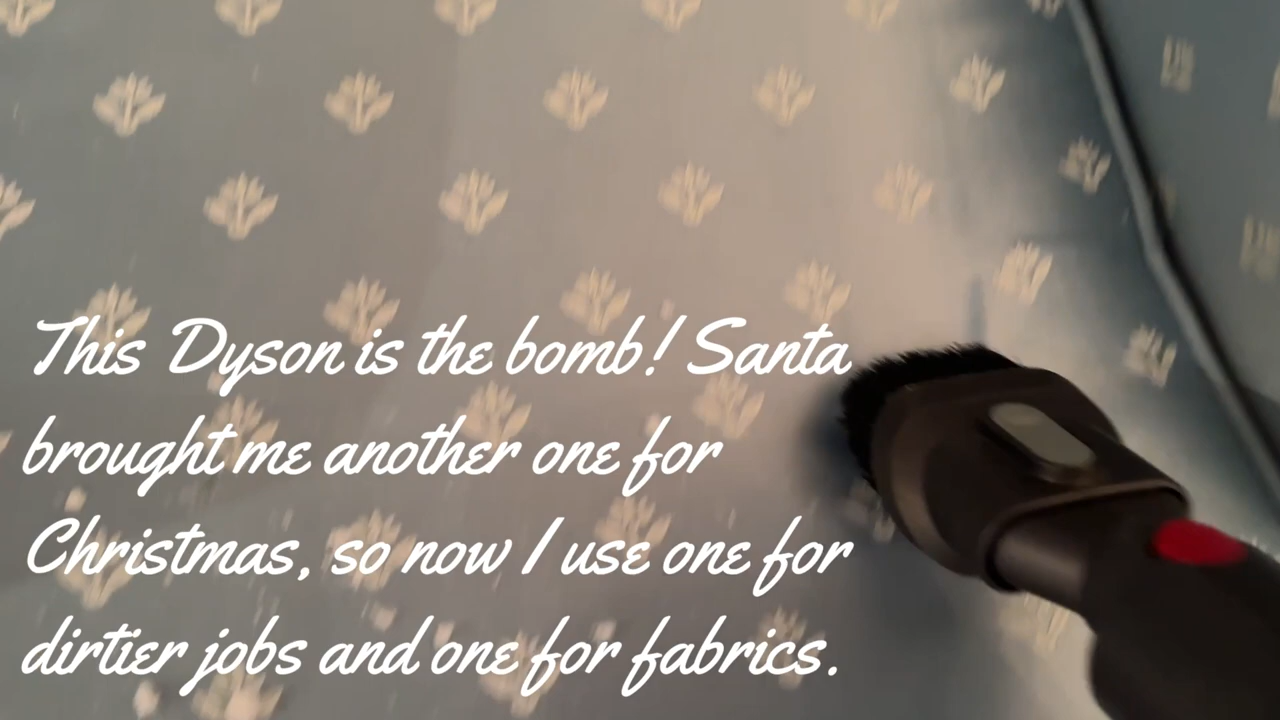 This Dyson is the bomb! Santa
brought me another one for
Christmas, so now I use one for
dirtier jobs and one for fabrics.